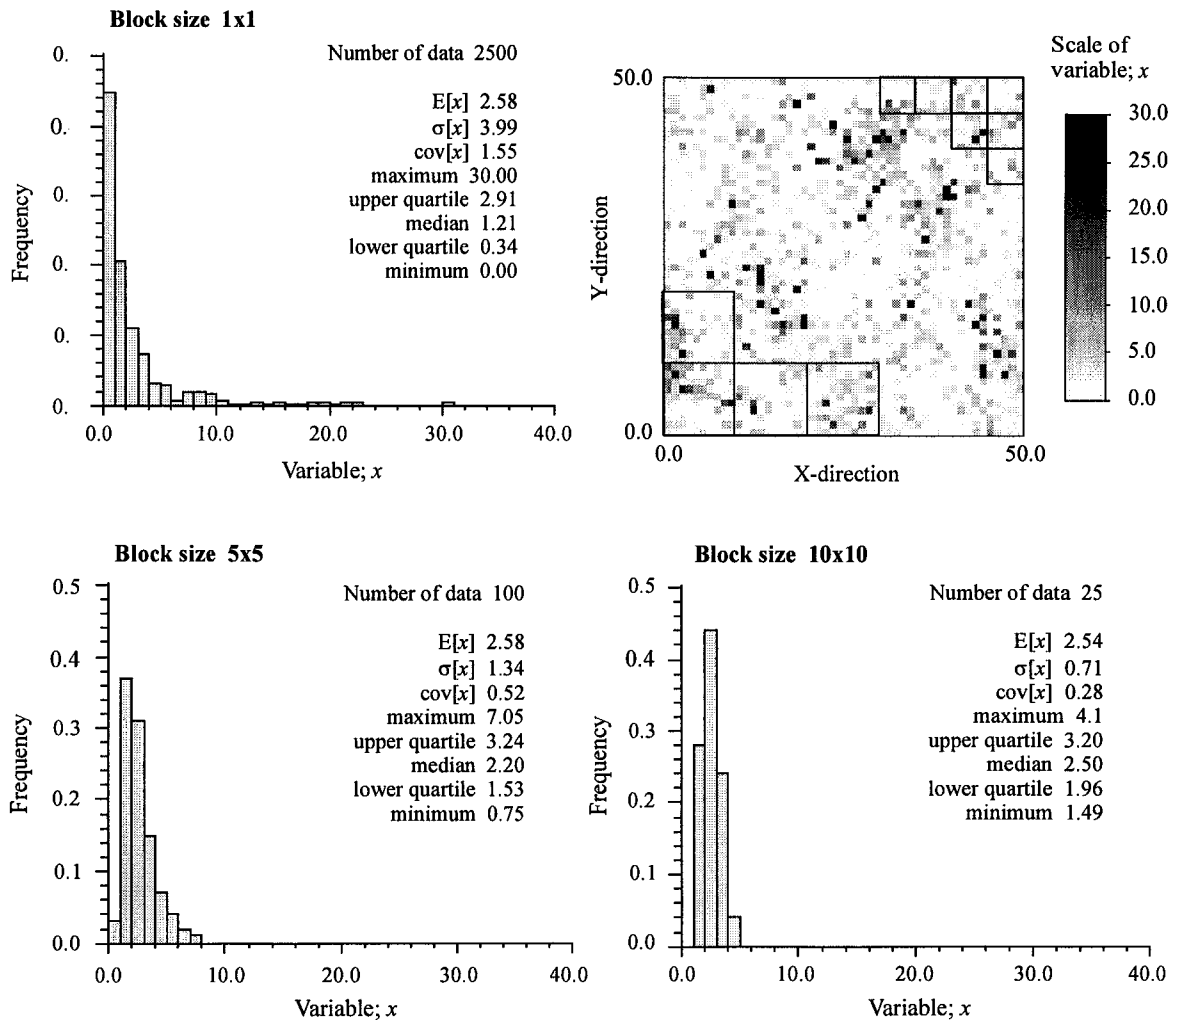 Block size 1x1
Number of data 2500
E[x] 2.58
σ[x] 3.99
cov[x] 1.55
maximum 30.00
upper quartile 2.91
median 1.21
lower quartile 0.34
minimum 0.00
0.
0.
0.
0.
0.
0.
Frequency
0.0 10.0 20.0 30.0 40.0
Variable; x
Scale of
variable; x
30.0
25.0
20.0
15.0
10.0
5.0
0.0
50.0
Y-direction
0.0
0.0 50.0
X-direction
Block size 5x5
Number of data 100
E[x] 2.58
σ[x] 1.34
cov[x] 0.52
maximum 7.05
upper quartile 3.24
median 2.20
lower quartile 1.53
minimum 0.75
0.5
0.4
0.3
0.2
0.1
0.0
Frequency
0.0 10.0 20.0 30.0 40.0
Variable; x
Block size 10x10
Number of data 25
E[x] 2.54
σ[x] 0.71
cov[x] 0.28
maximum 4.1
upper quartile 3.20
median 2.50
lower quartile 1.96
minimum 1.49
0.5
0.4
0.3
0.2
0.1
0.0
Frequency
0.0 10.0 20.0 30.0 40.0
Variable; x